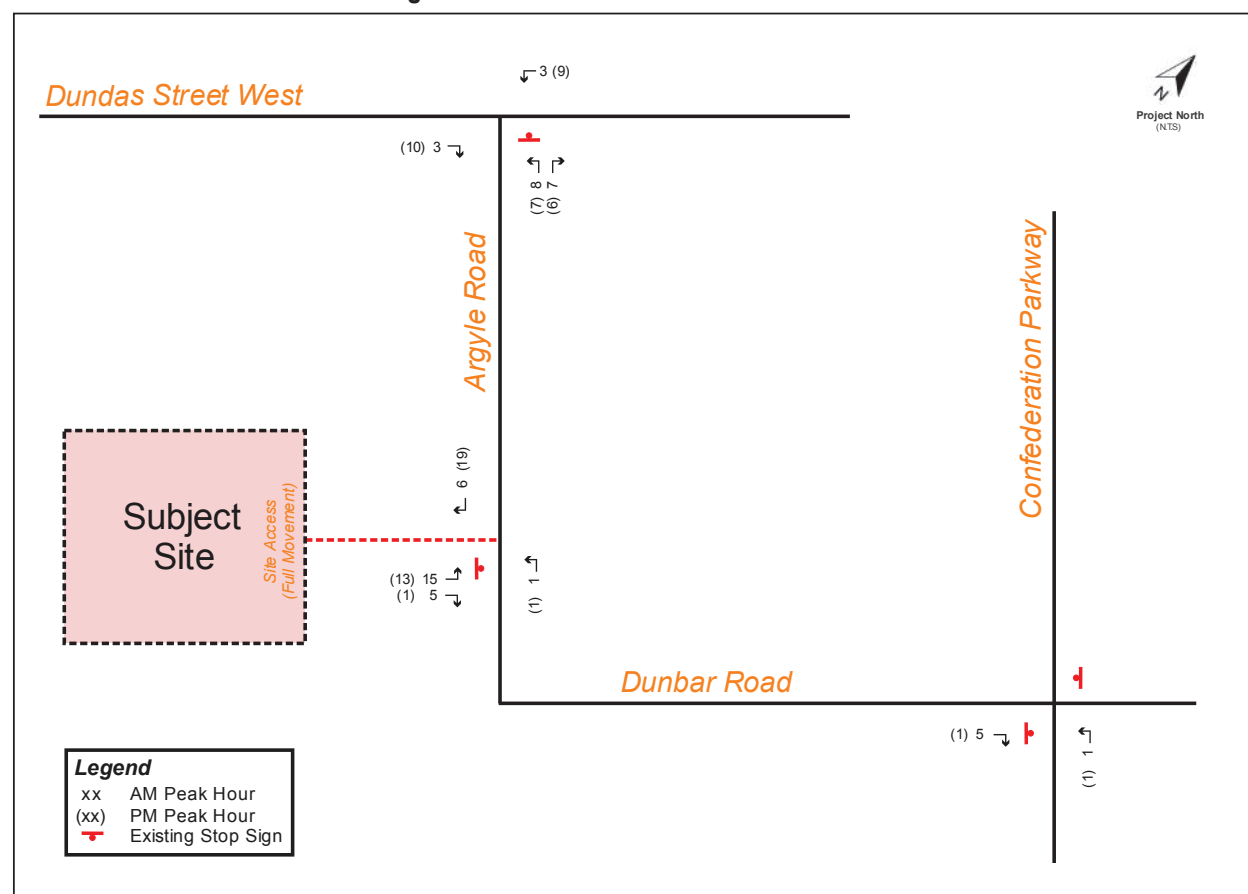 g
3 (9)
Dundas Street West
Project North
(NTS)
(10) 3
(7) 8
(6) 7
Argyle Road
Confederation Parkway
6 (19)
Subject
Site
Site Access
(Full Movement)
(13) 15
(1) 5
(1) 1
Dunbar Road
(1) 5
(1) 1
Legend
xx AM Peak Hour
(xx) PM Peak Hour
Existing Stop Sign